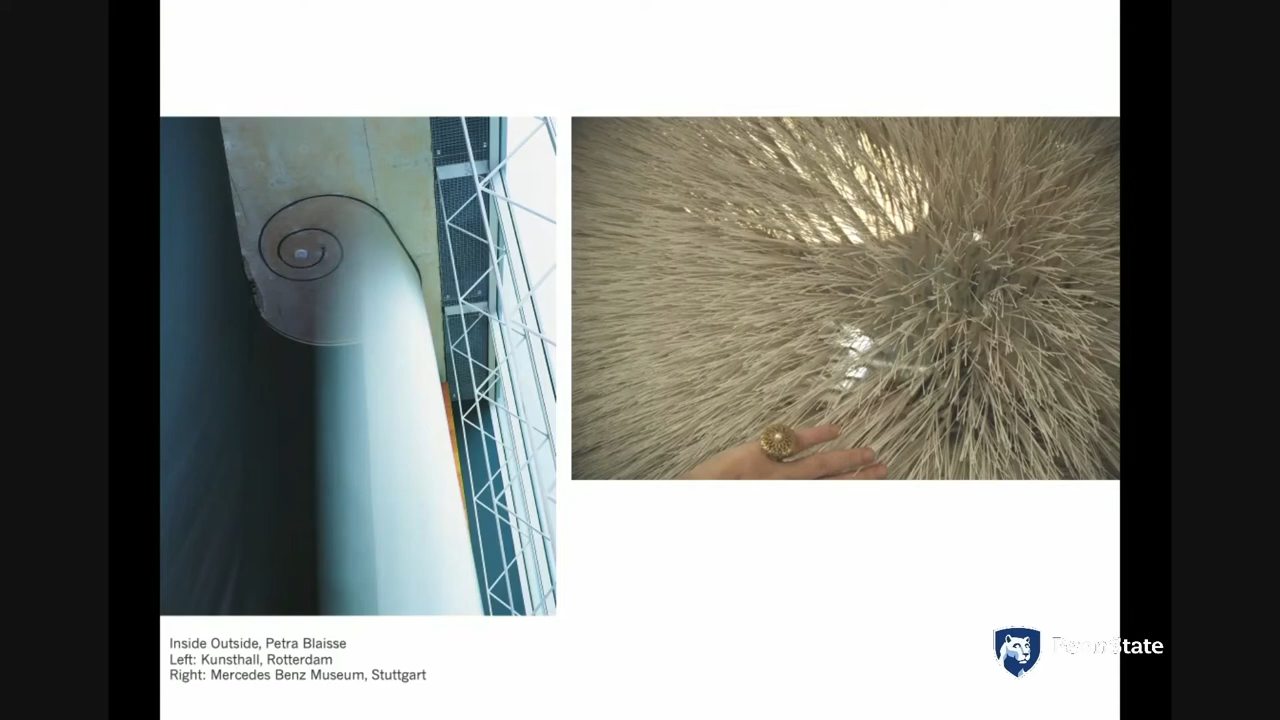 Inside Outside, Petra Blaisse
Left: Kunsthall, Rotterdam
Right: Mercedes Benz Museum, Stuttgart
PennState